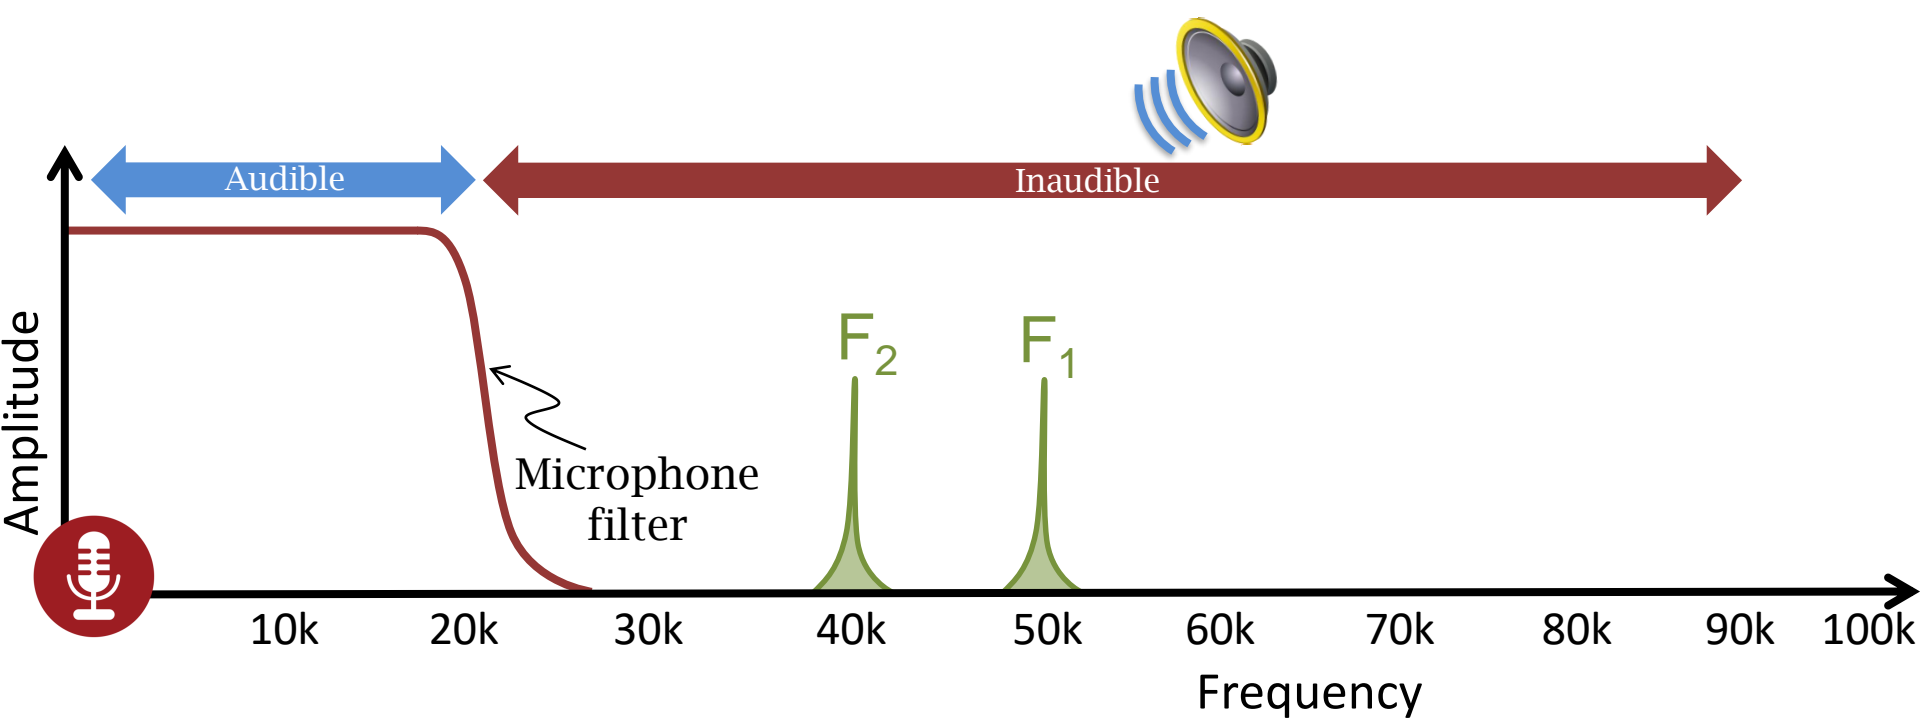 Audible
Inaudible
Amplitude
F2
F1
Microphone
filter
10k 20k 30k 40k 50k 60k 70k 80k 90k 100k
Frequency